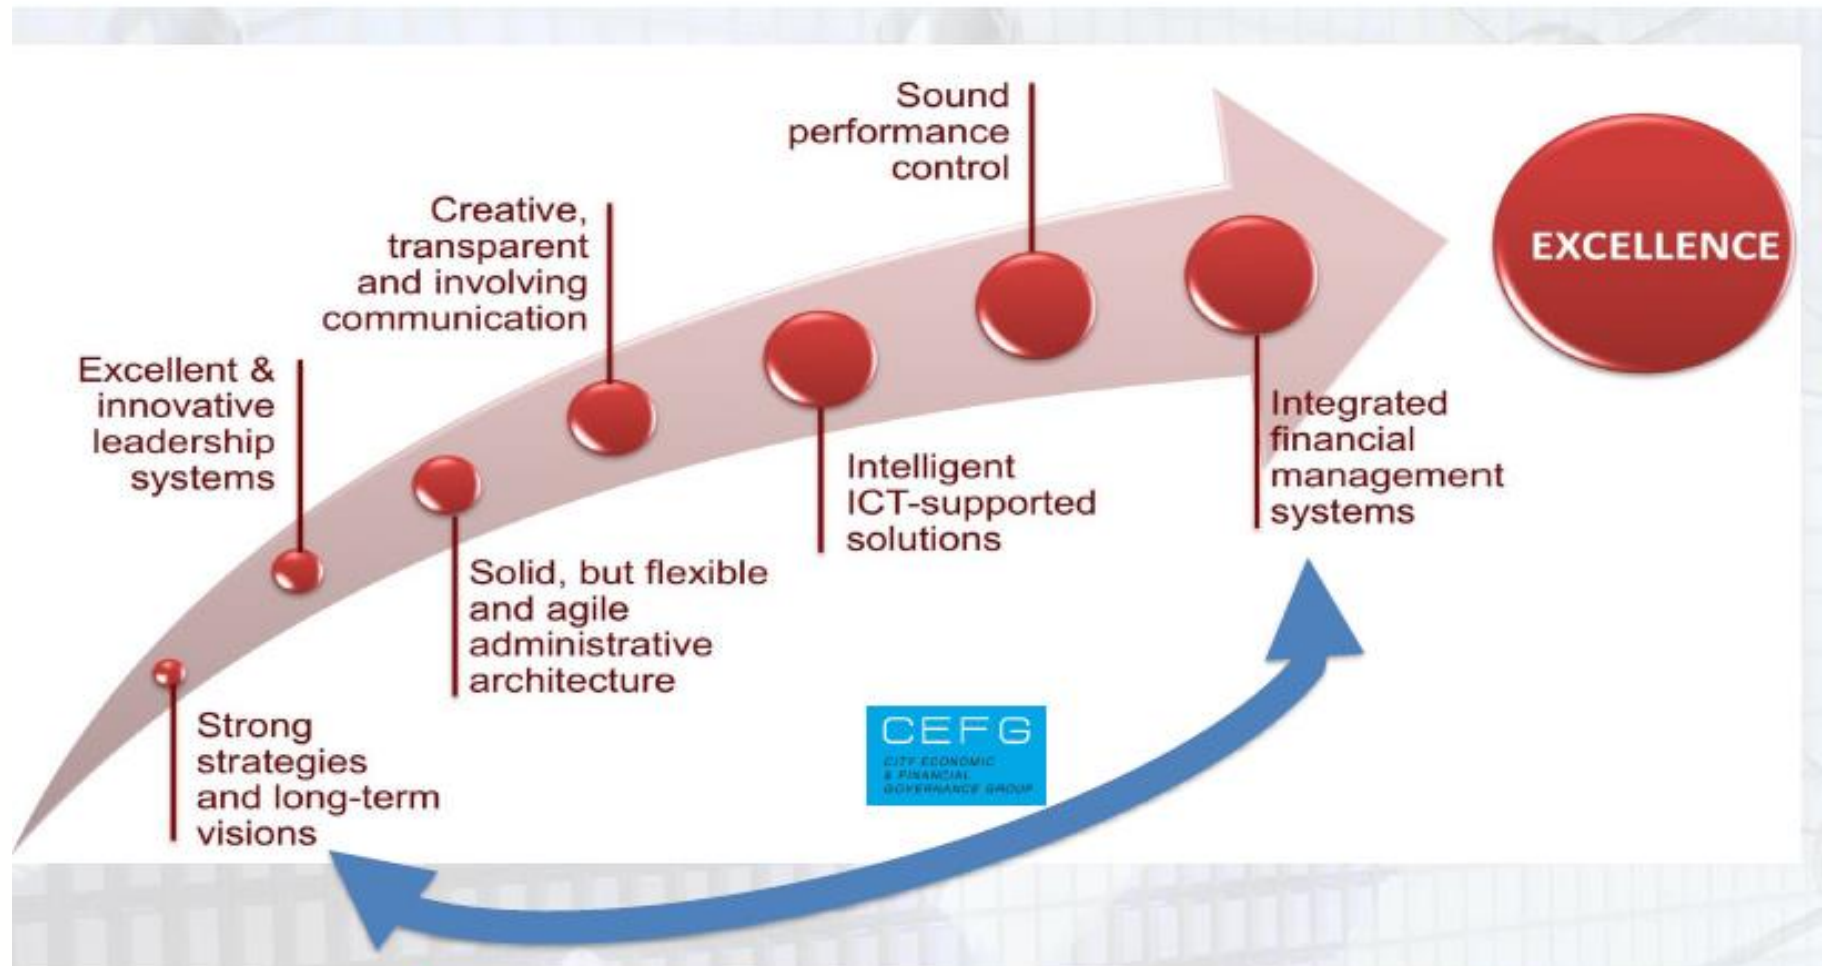 Sound
performance
control
Creative,
transparent
and involving
communication
Excellent &
innovative
leadership
systems
EXCELLENCE
Integrated
financial
management
systems
Intelligent
ICT-supported
solutions
Solid, but flexible
and agile
administrative
architecture
Strong
strategies
and long-term
visions
CEFG
CITY ECONOMIC
& FINANCIAL
GOVERNANCE GROUP